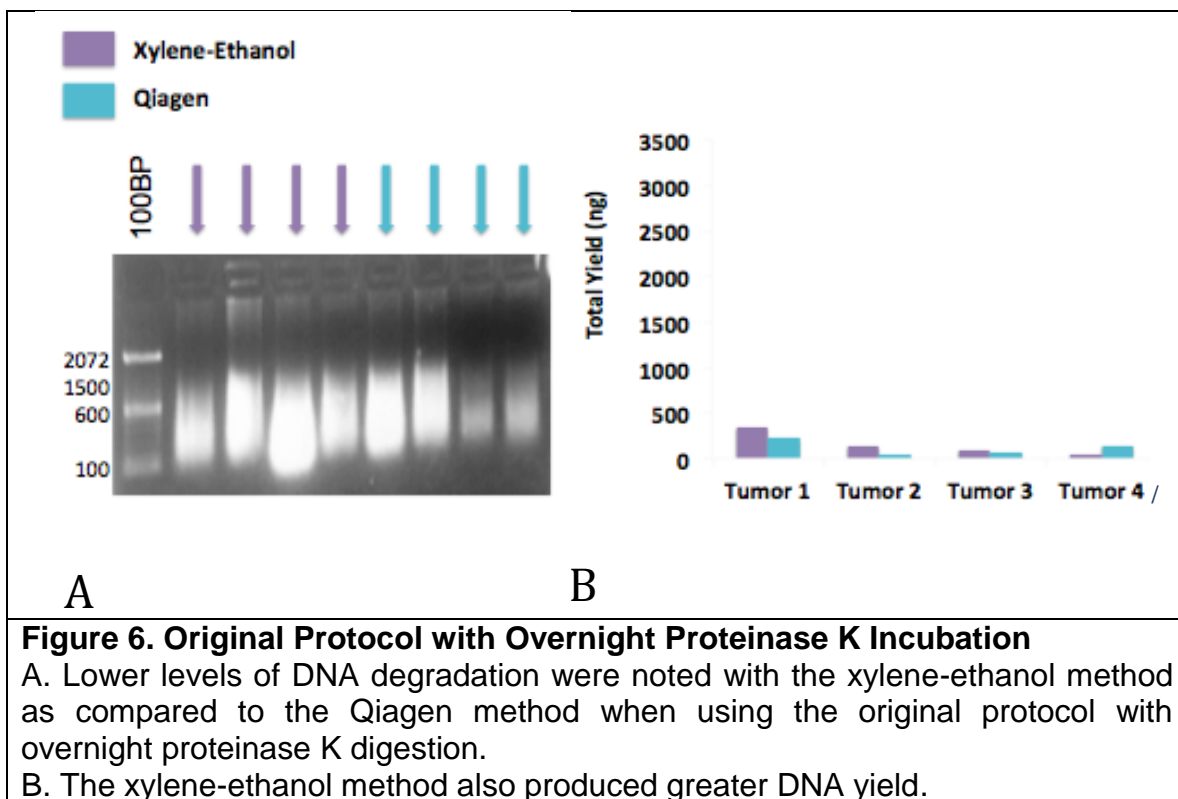 Xylene-Ethanol
Qiagen
100BP
2072
1500
600
100
A
Total Yield (ng)
3500
3000
2500
2000
1500
1000
500
0
Tumor 1 Tumor 2 Tumor 3 Tumor 4 /
B
Figure 6. Original Protocol with Overnight Proteinase K Incubation
A. Lower levels of DNA degradation were noted with the xylene-ethanol method
as compared to the Qiagen method when using the original protocol with
overnight proteinase K digestion.
B. The xylene-ethanol method also produced greater DNA yield.